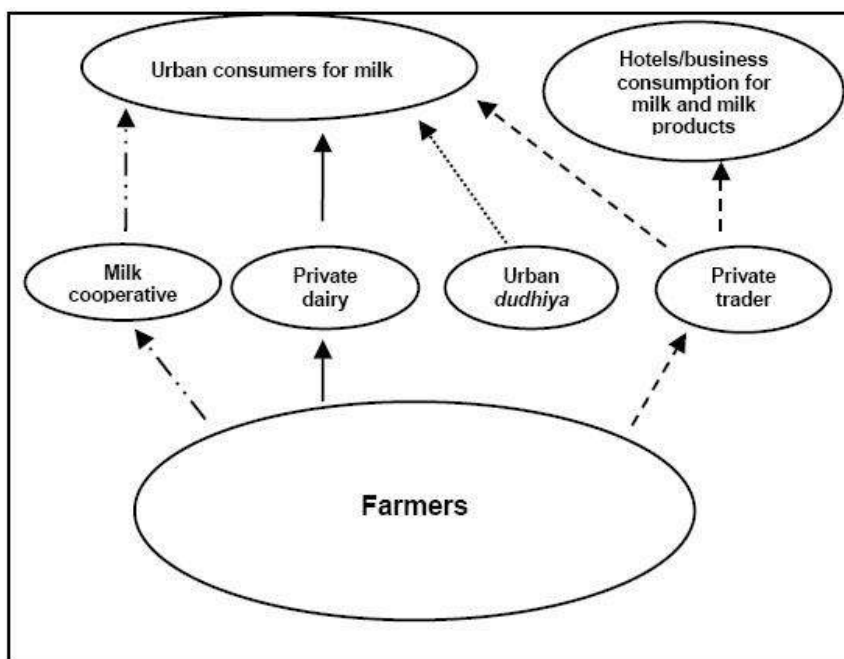 Urban consumers for milk
Hotels/business
consumption for
milk and milk
products
Milk
cooperative
Private
dairy
Urban
dudhiya
Private
trader
Farmers